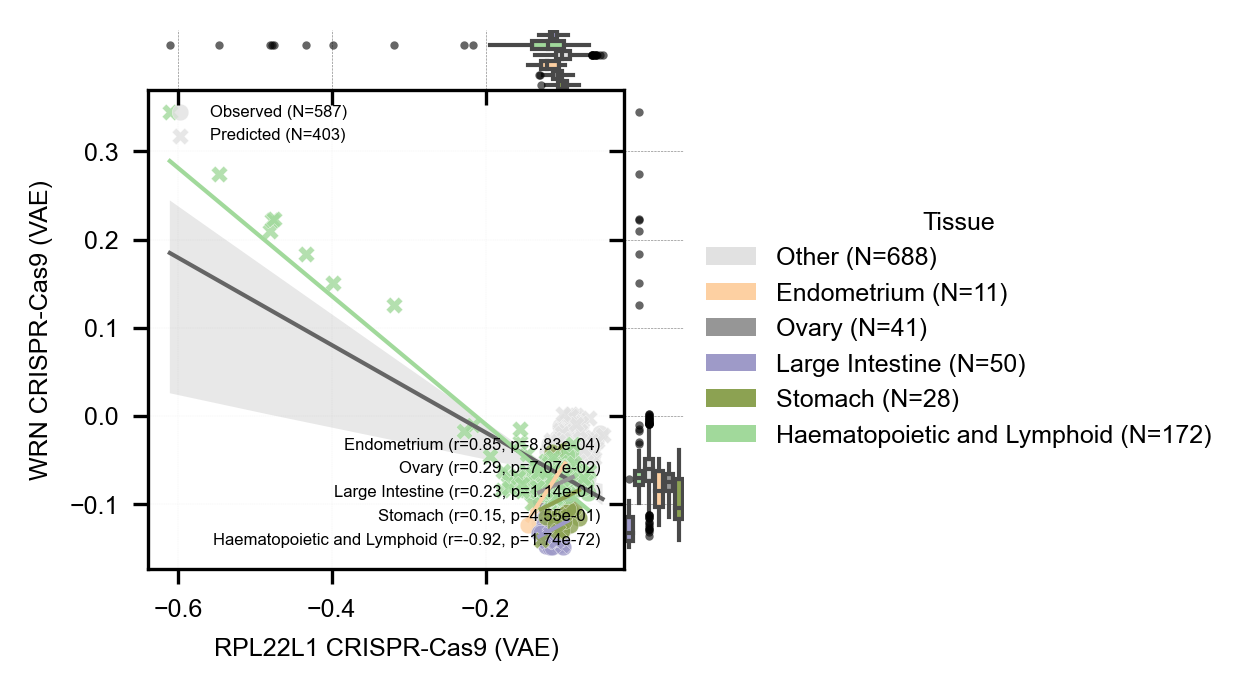 Observed (N=587)
Predicted (N=403)
0.3
0.2
0.1
0.0
−0.1
WRN CRISPR-Cas9 (VAE)
Endometrium (r=0.85, p=8.83e-04)
Ovary (r=0.29, p=7.07e-02)
Large Intestine (r=0.23, p=1.14e-01)
Stomach (r=0.15, p=4.55e-01)
Haematopoietic and Lymphoid (r=-0.92, p=1.74e-72)
−0.6 −0.4 −0.2
RPL22L1 CRISPR-Cas9 (VAE)
Tissue
Other (N=688)
Endometrium (N=11)
Ovary (N=41)
Large Intestine (N=50)
Stomach (N=28)
Haematopoietic and Lymphoid (N=172)